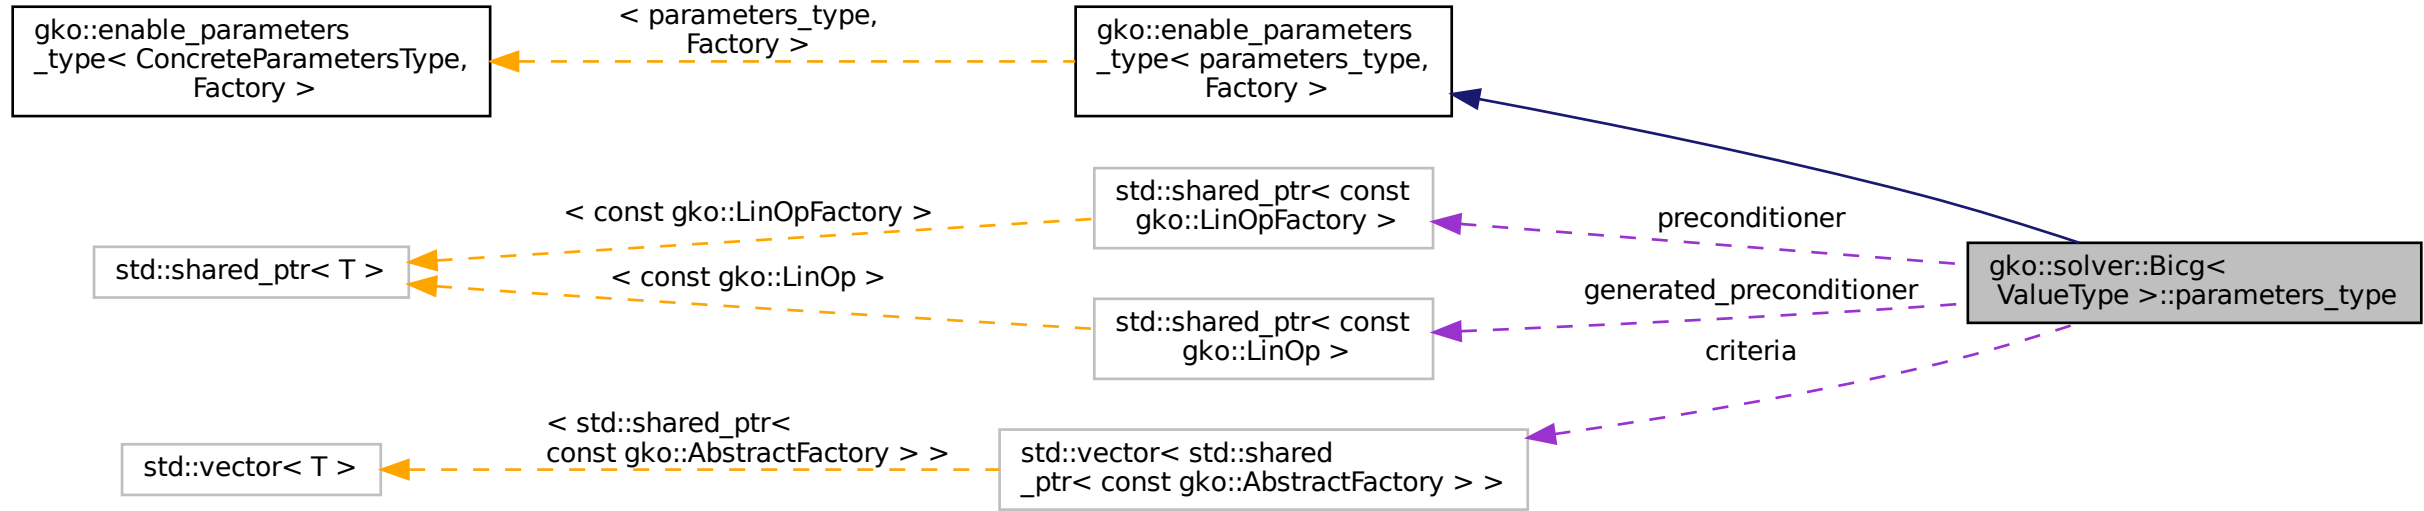 gko::enable_parameters
_type< ConcreteParametersType,
Factory >
< parameters_type,
Factory >
gko::enable_parameters
_type< parameters_type,
Factory >
std::shared_ptr< T >
< const gko::LinOpFactory >
< const gko::LinOp >
std::shared_ptr< const
gko::LinOpFactory >
std::shared_ptr< const
gko::LinOp >
preconditioner
generated_preconditioner
criteria
gko::solver::Bicg<
ValueType >::parameters_type
std::vector< T >
< std::shared_ptr<
const gko::AbstractFactory > >
std::vector< std::shared
_ptr< const gko::AbstractFactory > >